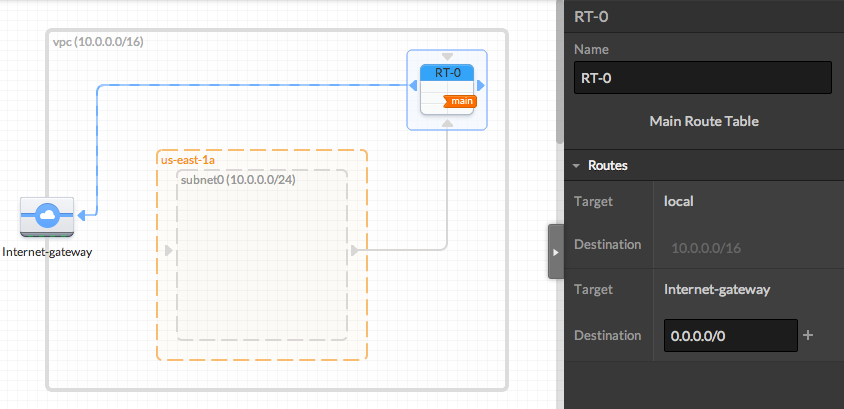 vpc (10.0.0.0/16)
RT-0
main
us-east-1a
subnet0 (10.0.0.0/24)
Internet-gateway
RT-0
Name
RT-0
Main Route Table
Routes
Target local
Destination 10.0.0.0/16
Target Internet-gateway
Destination 0.0.0.0/0 +